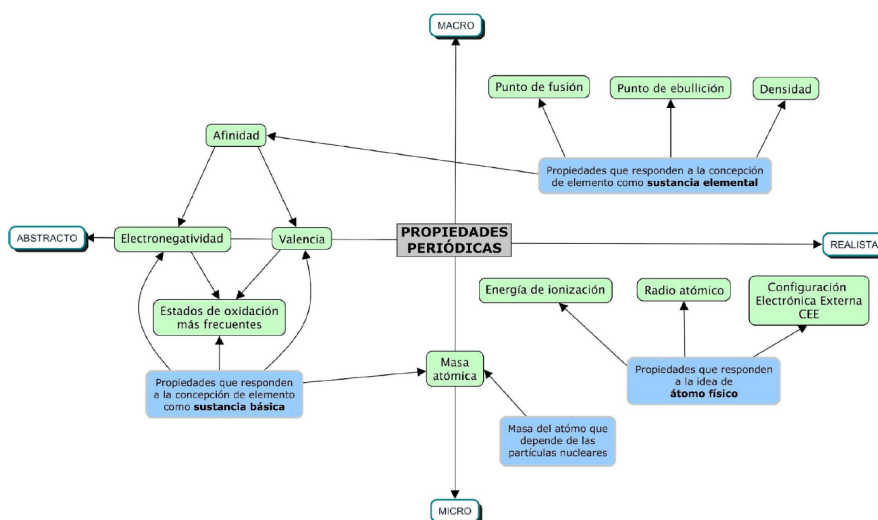 MACRO
Punto de fusión
Punto de ebullición
Densidad
Afinidad
Propiedades que responden a la concepción
de elemento como sustancia elemental
ABSTRACTO
Electronegatividad
Valencia
PROPIEDADES
PERIÓDICAS
REALISTA
Energía de ionización
Radio atómico
Configuración
Electrónica Externa
CEE
Estados de oxidación
más frecuentes
Masa
atómica
Propiedades que responden
a la concepción de elemento
como sustancia básica
Propiedades que responden
a la idea de
átomo físico
Masa del atómo que
depende de las
partículas nucleares
MICRO